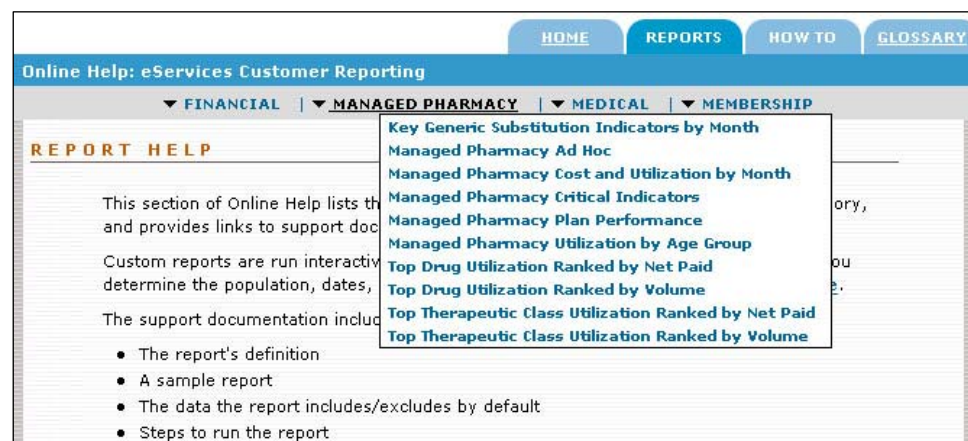 HOME REPORTS HOW TO GLOSSARY
Online Help: eServices Customer Reporting
▼ FINANCIAL | ▼ MANAGED PHARMACY | ▼ MEDICAL | ▼ MEMBERSHIP
Key Generic Substitution Indicators by Month
Managed Pharmacy Ad Hoc
Managed Pharmacy Cost and Utilization by Month
Managed Pharmacy Critical Indicators
Managed Pharmacy Plan Performance
Managed Pharmacy Utilization by Age Group
Top Drug Utilization Ranked by Net Paid
Top Drug Utilization Ranked by Volume
Top Therapeutic Class Utilization Ranked by Net Paid
Top Therapeutic Class Utilization Ranked by Volume
REPORT HELP
This section of Online Help lists th ory,
and provides links to support doc
Custom reports are run interactiv ou
determine the population, dates, e.
The support documentation includ
• The report's definition
• A sample report
• The data the report includes/excludes by default
• Steps to run the report